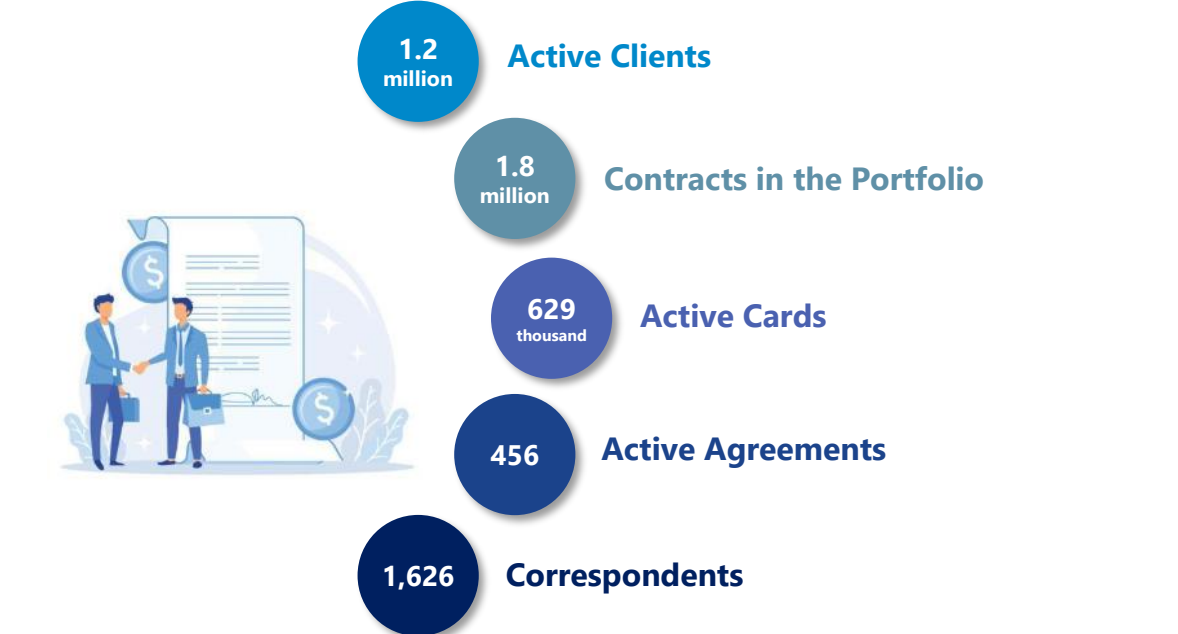 1.2
million
Active Clients
1.8
million
Contracts in the Portfolio
629
thousand
Active Cards
456
Active Agreements
1,626
Correspondents
$
$